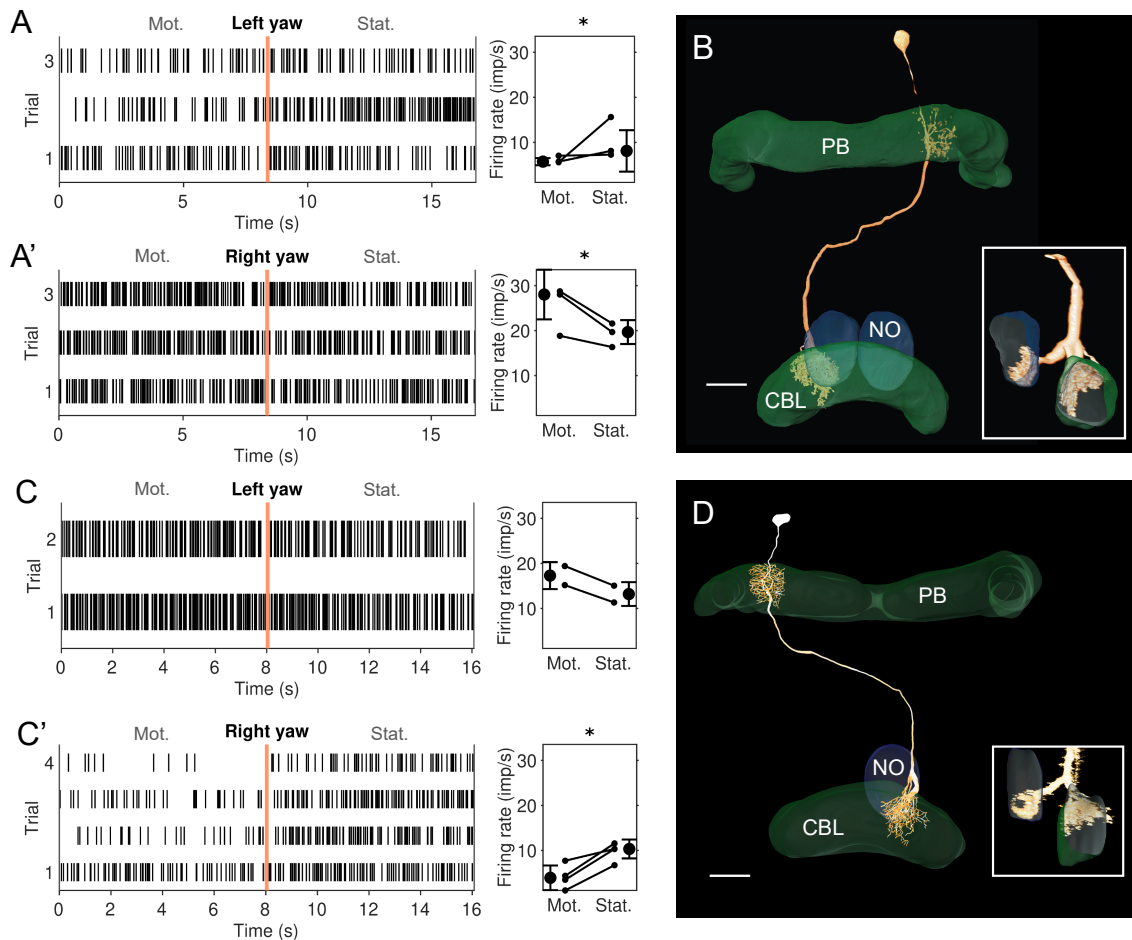 A
Mot. Left yaw Stat.
*
3
1
Trial
0 5 10 15
Time (s)
Firing rate (imp/s)
30
20
10
Mot. Stat.
B
PB
NO
CBL
A'
Mot. Right yaw Stat.
*
3
1
Trial
0 5 10 15
Time (s)
Firing rate (imp/s)
30
20
10
Mot. Stat.
C
Mot. Left yaw Stat.
2
1
Trial
0 2 4 6 8 10 12 14 16
Time (s)
Firing rate (imp/s)
30
20
10
Mot. Stat.
D
PB
NO
CBL
C'
Mot. Right yaw Stat.
*
4
1
Trial
0 2 4 6 8 10 12 14 16
Time (s)
Firing rate (imp/s)
30
20
10
Mot. Stat.